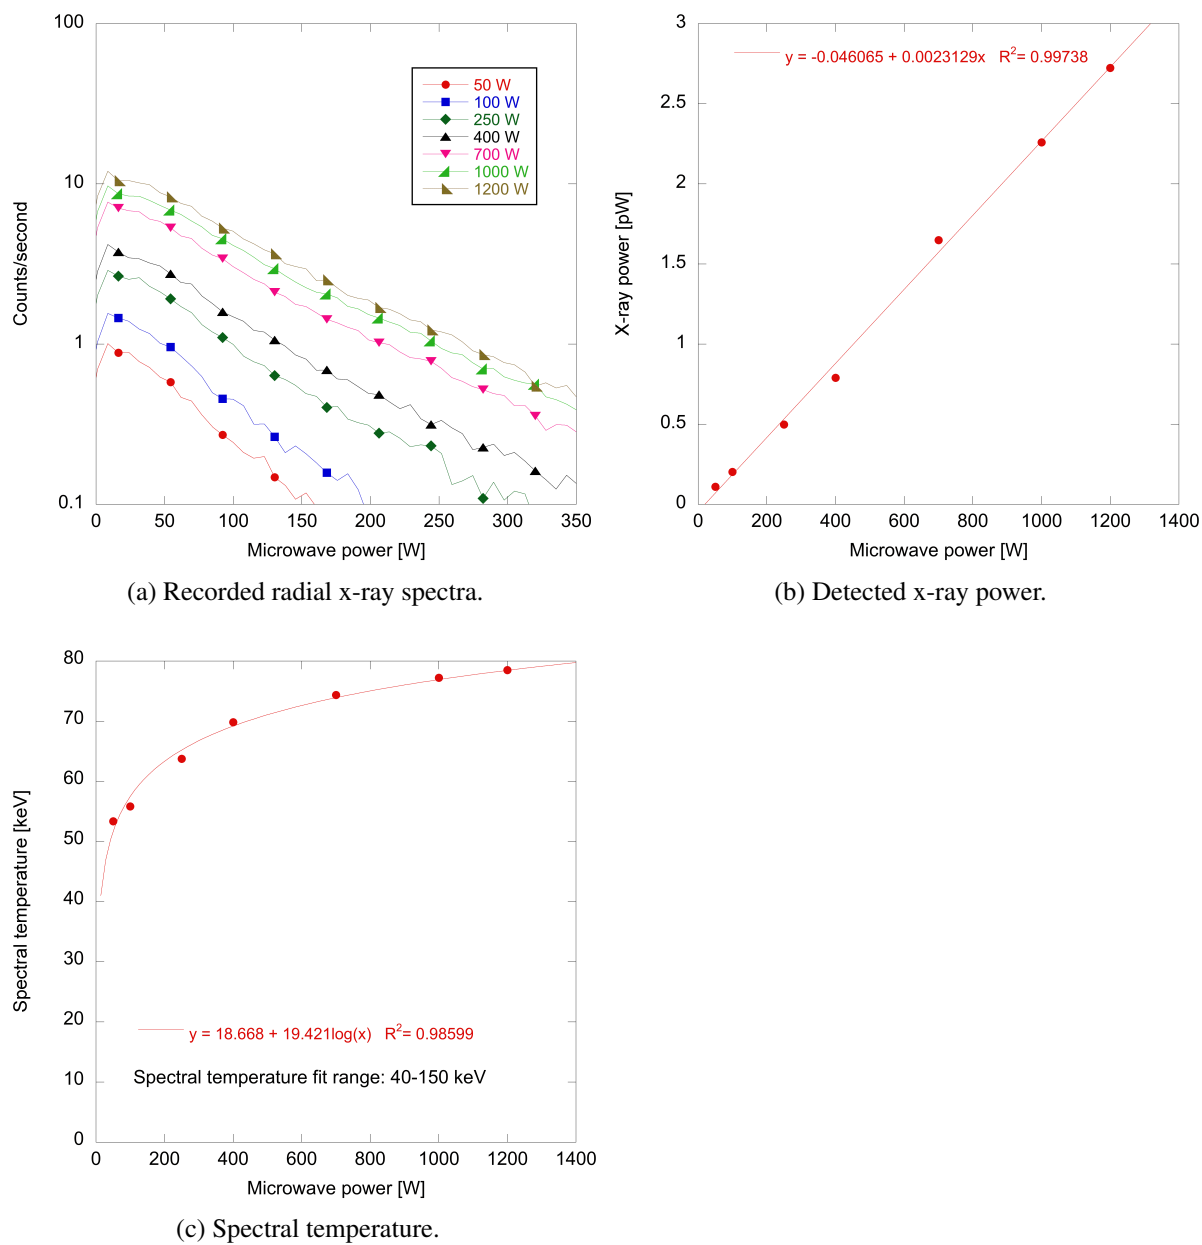 100
10
1
0.1
Counts/second
50 W
100 W
250 W
400 W
700 W
1000 W
1200 W
0 50 100 150 200 250 300 350
Microwave power [W]
(a) Recorded radial x-ray spectra.
3
2.5
2
1.5
1
0.5
0
X-ray power [pW]
y = -0.046065 + 0.0023129x R²= 0.99738
0 200 400 600 800 1000 1200 1400
Microwave power [W]
(b) Detected x-ray power.
80
70
60
50
40
30
20
10
0
Spectral temperature [keV]
y = 18.668 + 19.421log(x) R²= 0.98599
Spectral temperature fit range: 40-150 keV
0 200 400 600 800 1000 1200 1400
Microwave power [W]
(c) Spectral temperature.